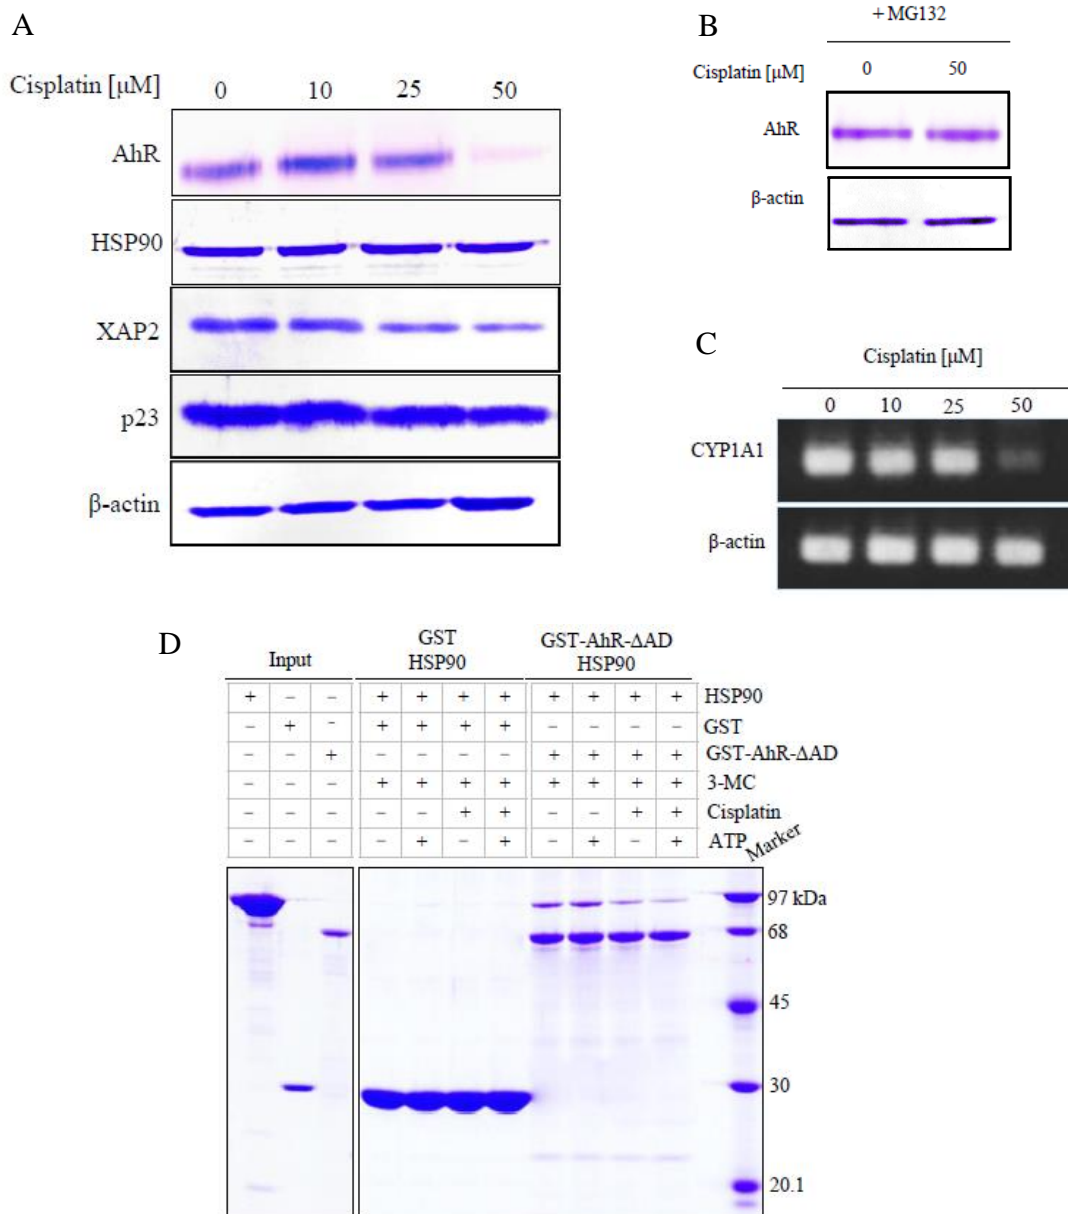 A
Cisplatin [μM] 0 10 25 50
AhR
HSP90
XAP2
p23
β-actin
B
+ MG132
Cisplatin [μM] 0 50
AhR
β-actin
C
Cisplatin [μM]
0 10 25 50
CYP1A1
β-actin
D
Input
GST
HSP90
GST-AhR-ΔAD
HSP90
+ − − + + + + + + + + HSP90
− + - + + + + − − − − GST
− − + − − − − + + + + GST-AhR-ΔAD
− − − + + + + + + + + 3-MC
− − − − − + + − − + + Cisplatin
− − − − + − + − + − + ATP
Marker
97 kDa
68
45
30
20.1